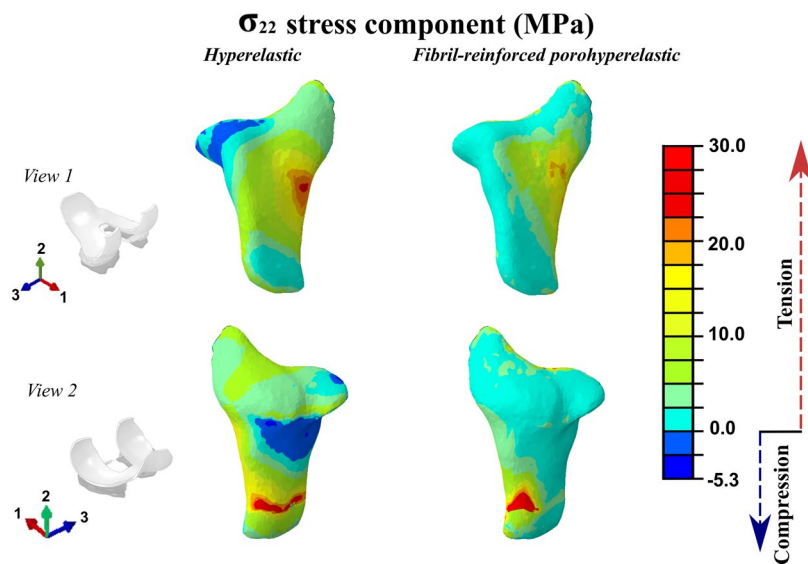 σ₂₂ stress component (MPa)
Hyperelastic
Fibril-reinforced porohyperelastic
View 1
2
3
1
View 2
1
2
3
30.0
20.0
10.0
0.0
-5.3
Tension
Compression